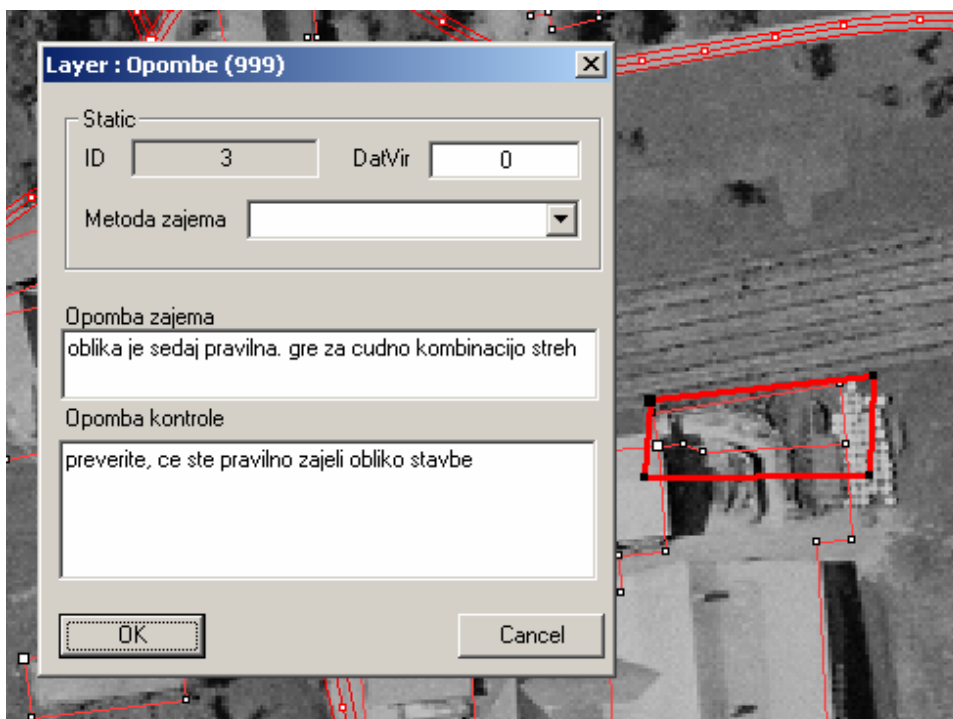 Layer : Opombe (999)
Static
ID 3 DatVir 0
Metoda zajema
Opomba zajema
oblika je sedaj pravilna. gre za cudno kombinacijo streh
Opomba kontrole
preverite, ce ste pravilno zajeli obliko stavbe
OK Cancel